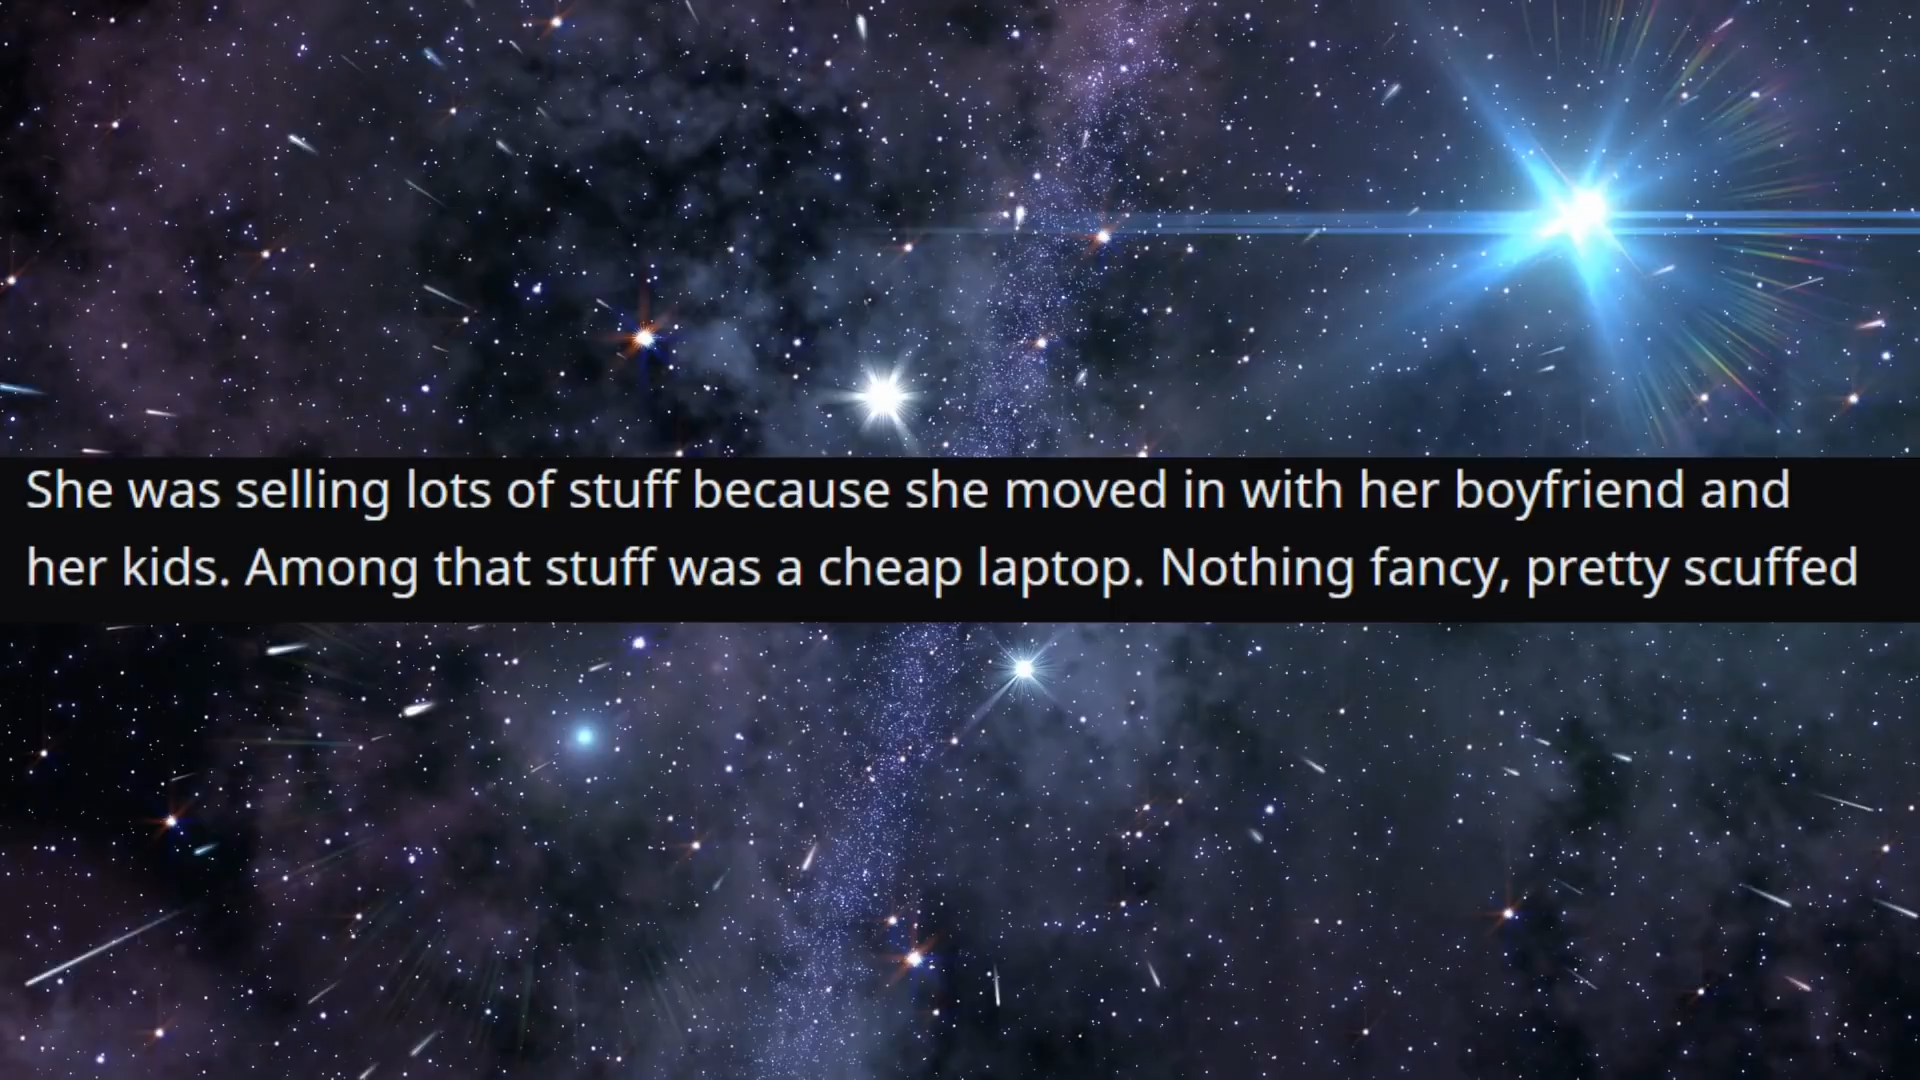 She was selling lots of stuff because she moved in with her boyfriend and
her kids. Among that stuff was a cheap laptop. Nothing fancy, pretty scuffed